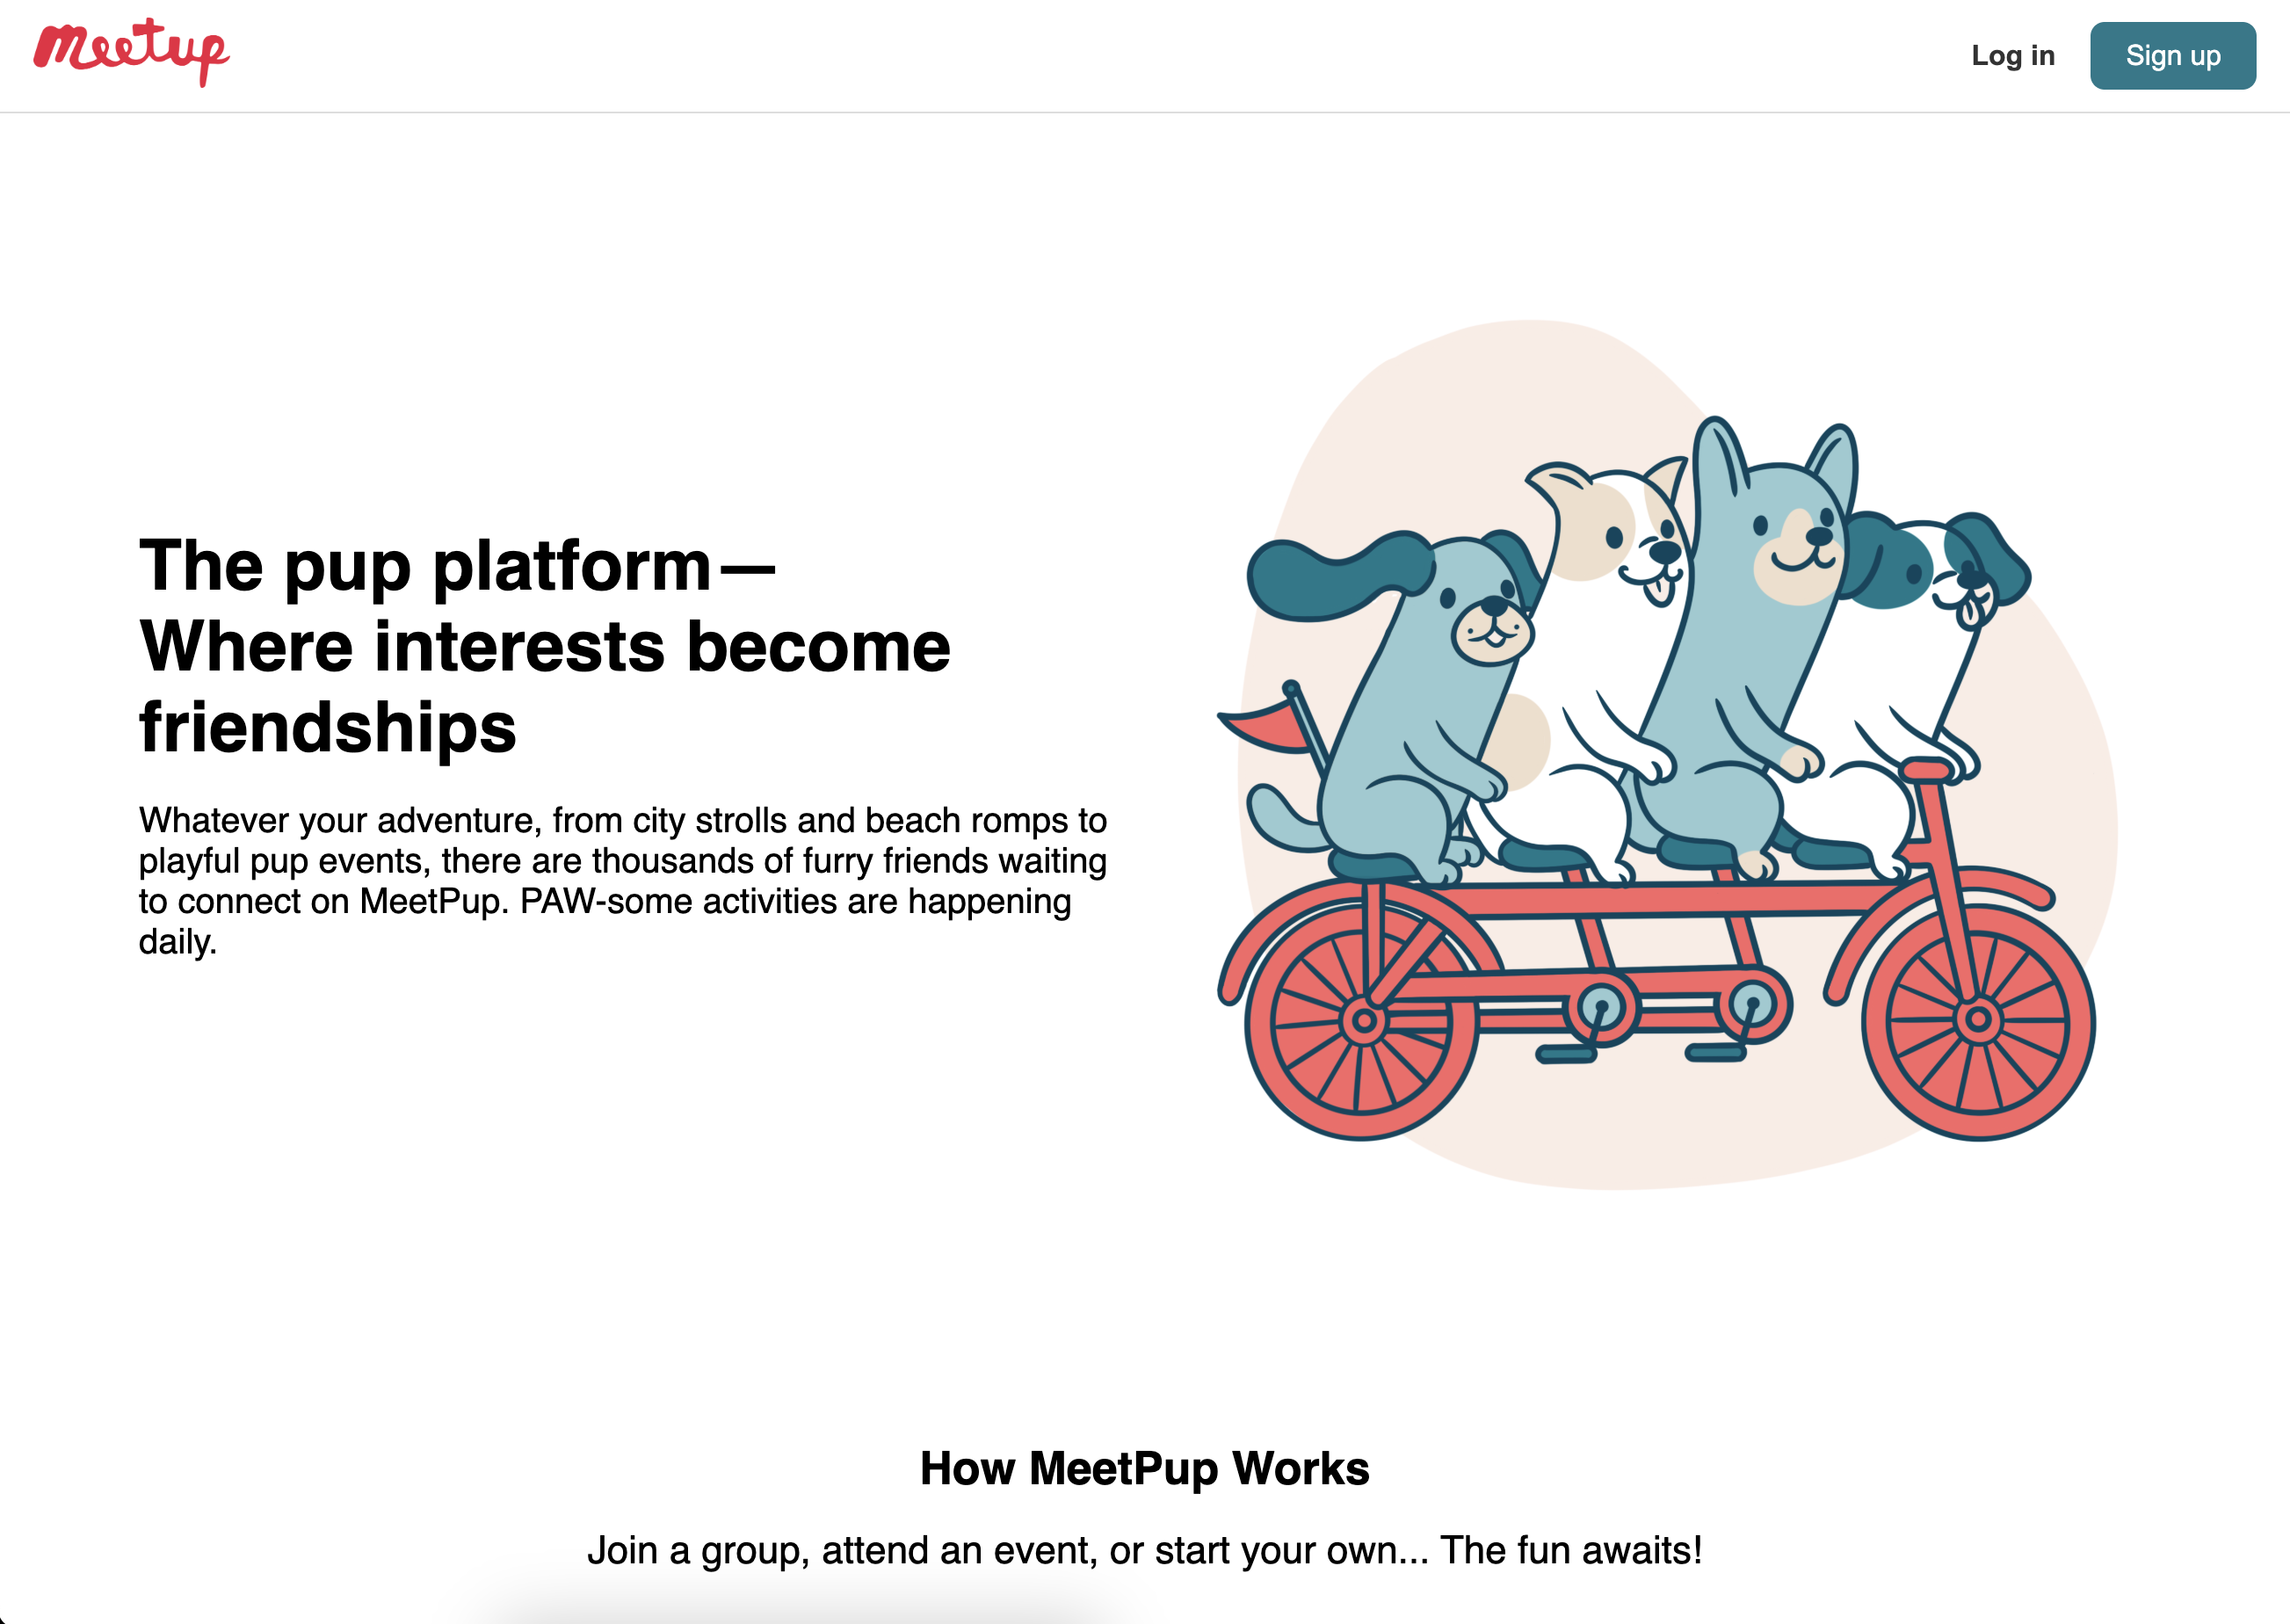 Meetup
Log in
Sign up
The pup platform—
Where interests become
friendships
Whatever your adventure, from city strolls and beach romps to
playful pup events, there are thousands of furry friends waiting
to connect on MeetPup. PAW-some activities are happening
daily.
How MeetPup Works
Join a group, attend an event, or start your own... The fun awaits!